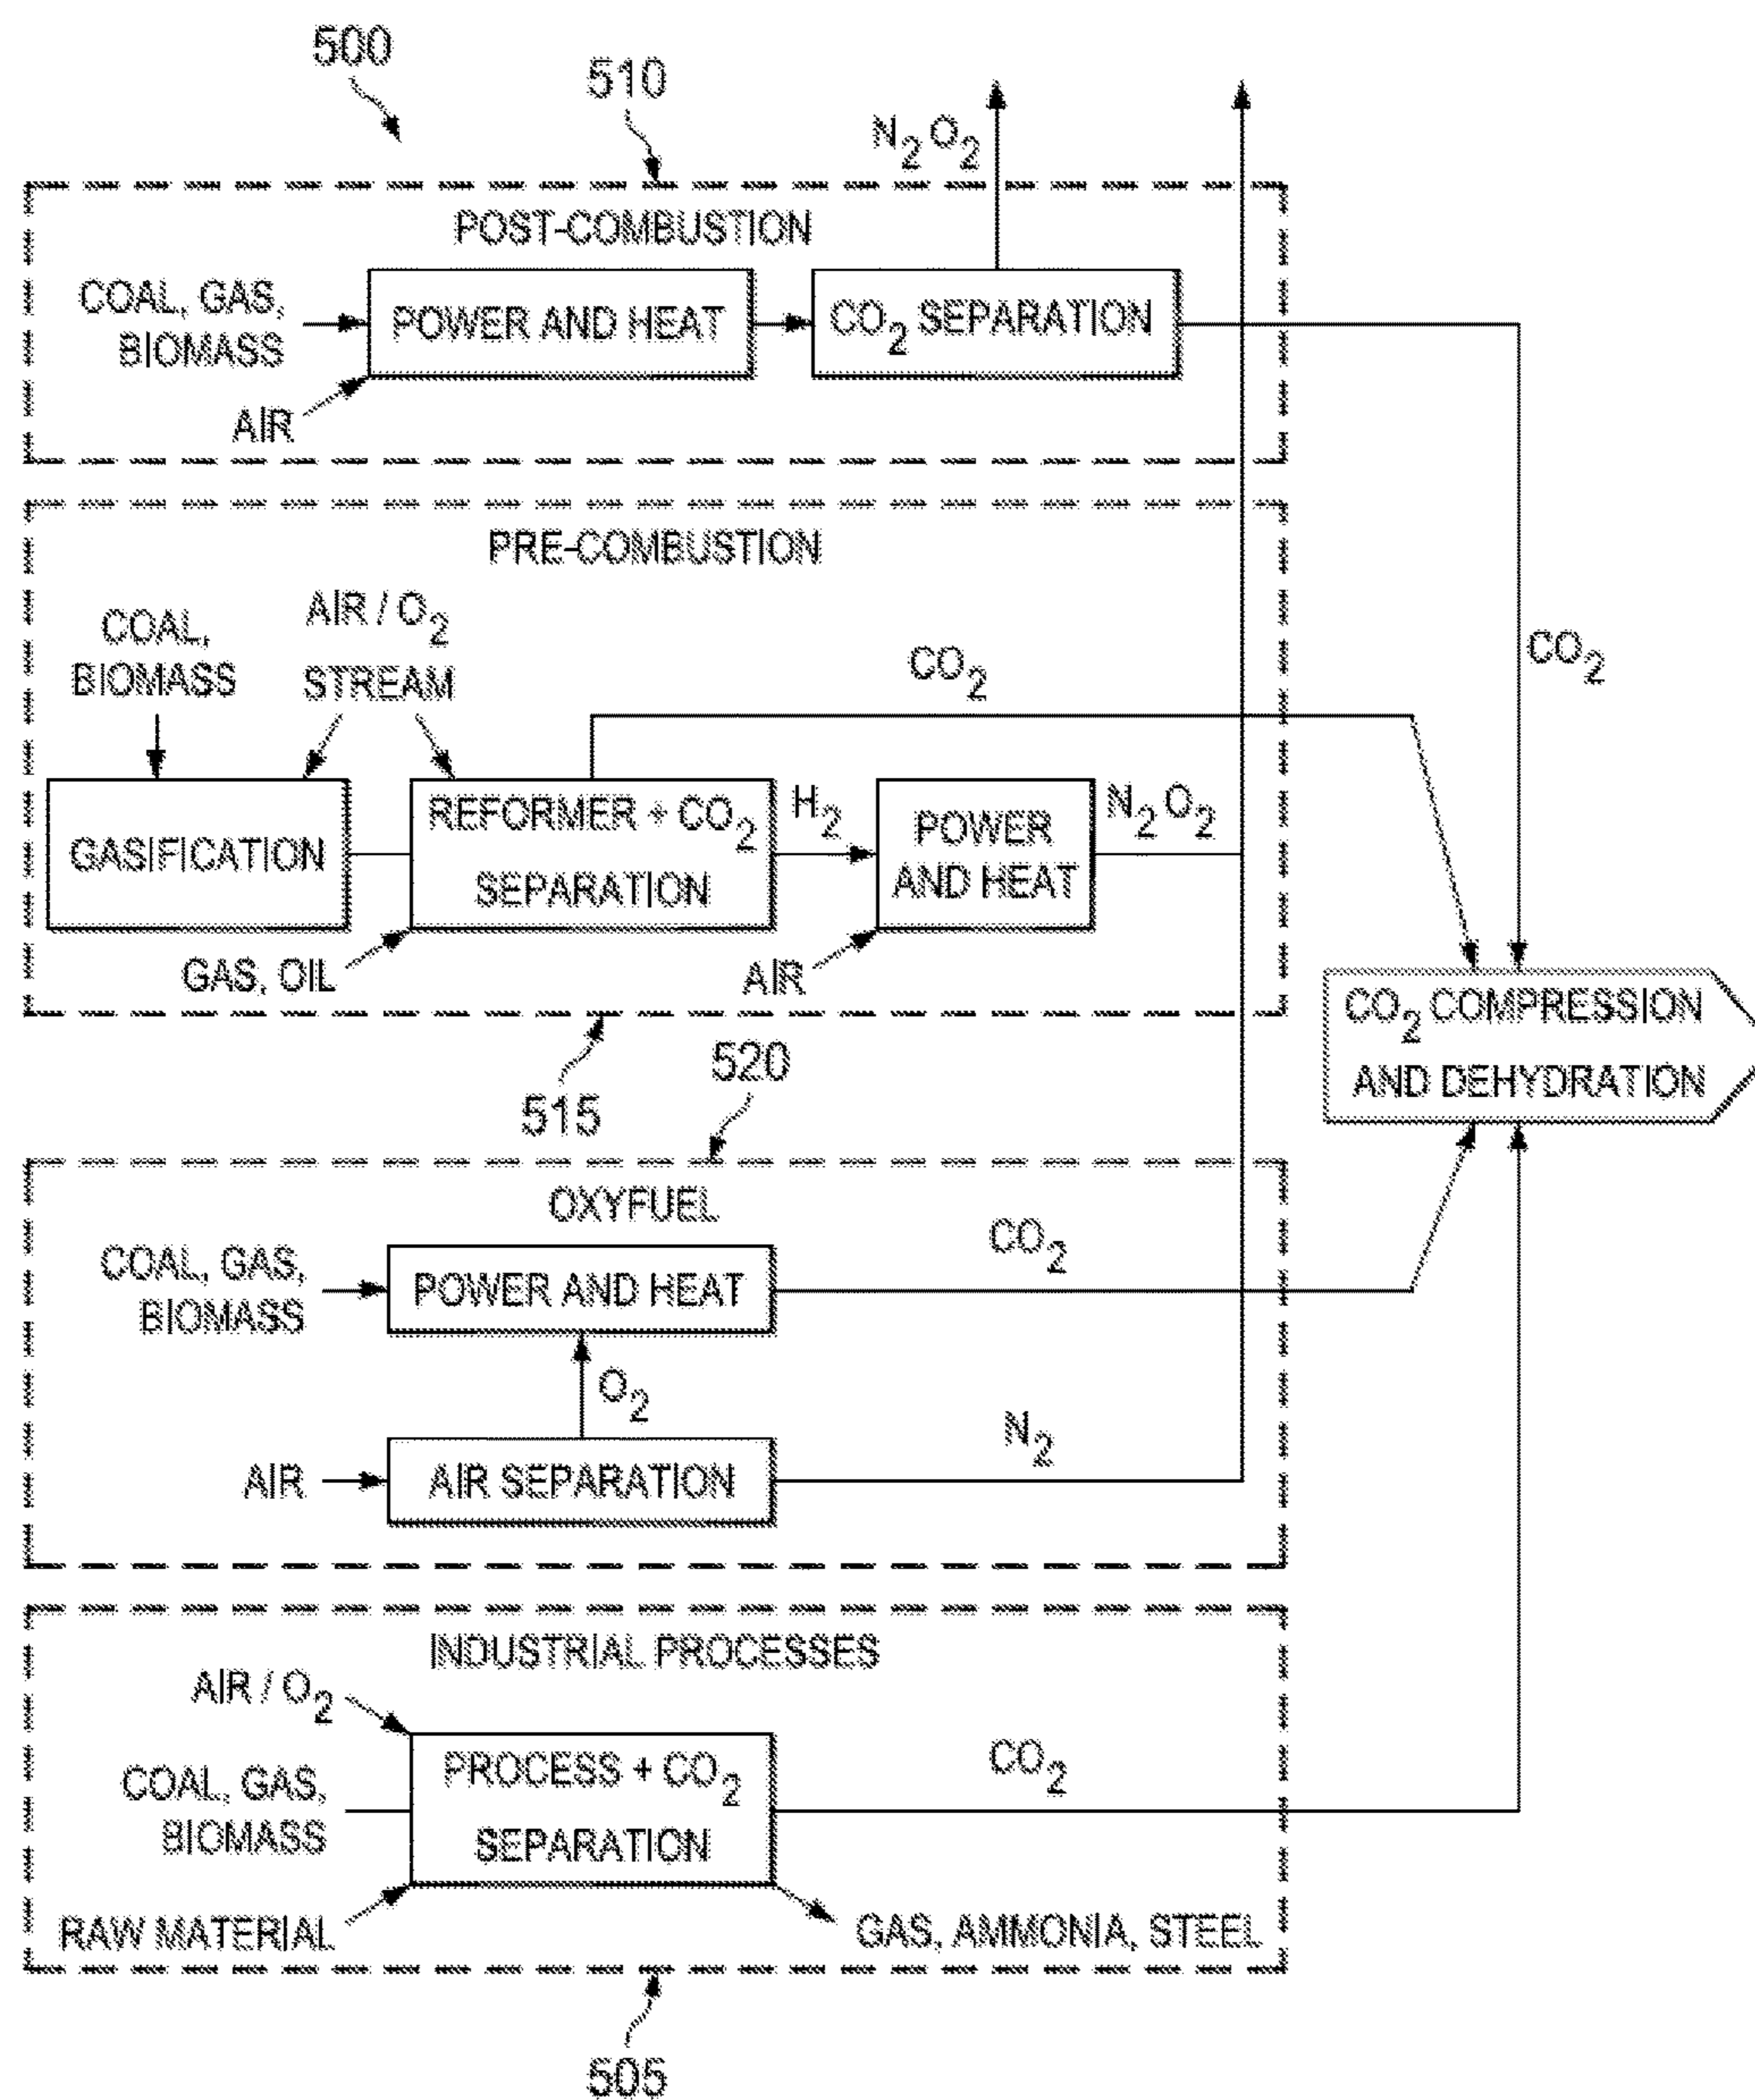 500
510
N2 O2
POST-COMBUSTION
COAL, GAS,
BIOMASS
POWER AND HEAT
CO2 SEPARATION
AIR
CO2
PRE-COMBUSTION
COAL,
BIOMASS
AIR / O2
STREAM
CO2
GASIFICATION
REFORMER + CO2
SEPARATION
H2
POWER
AND HEAT
N2 O2
GAS, OIL
AIR
CO2 COMPRESSION
AND DEHYDRATION
515
520
OXYFUEL
COAL, GAS,
BIOMASS
POWER AND HEAT
CO2
O2
AIR
AIR SEPARATION
N2
INDUSTRIAL PROCESSES
AIR / O2
COAL, GAS,
BIOMASS
PROCESS + CO2
SEPARATION
CO2
RAW MATERIAL
GAS, AMMONIA, STEEL
505